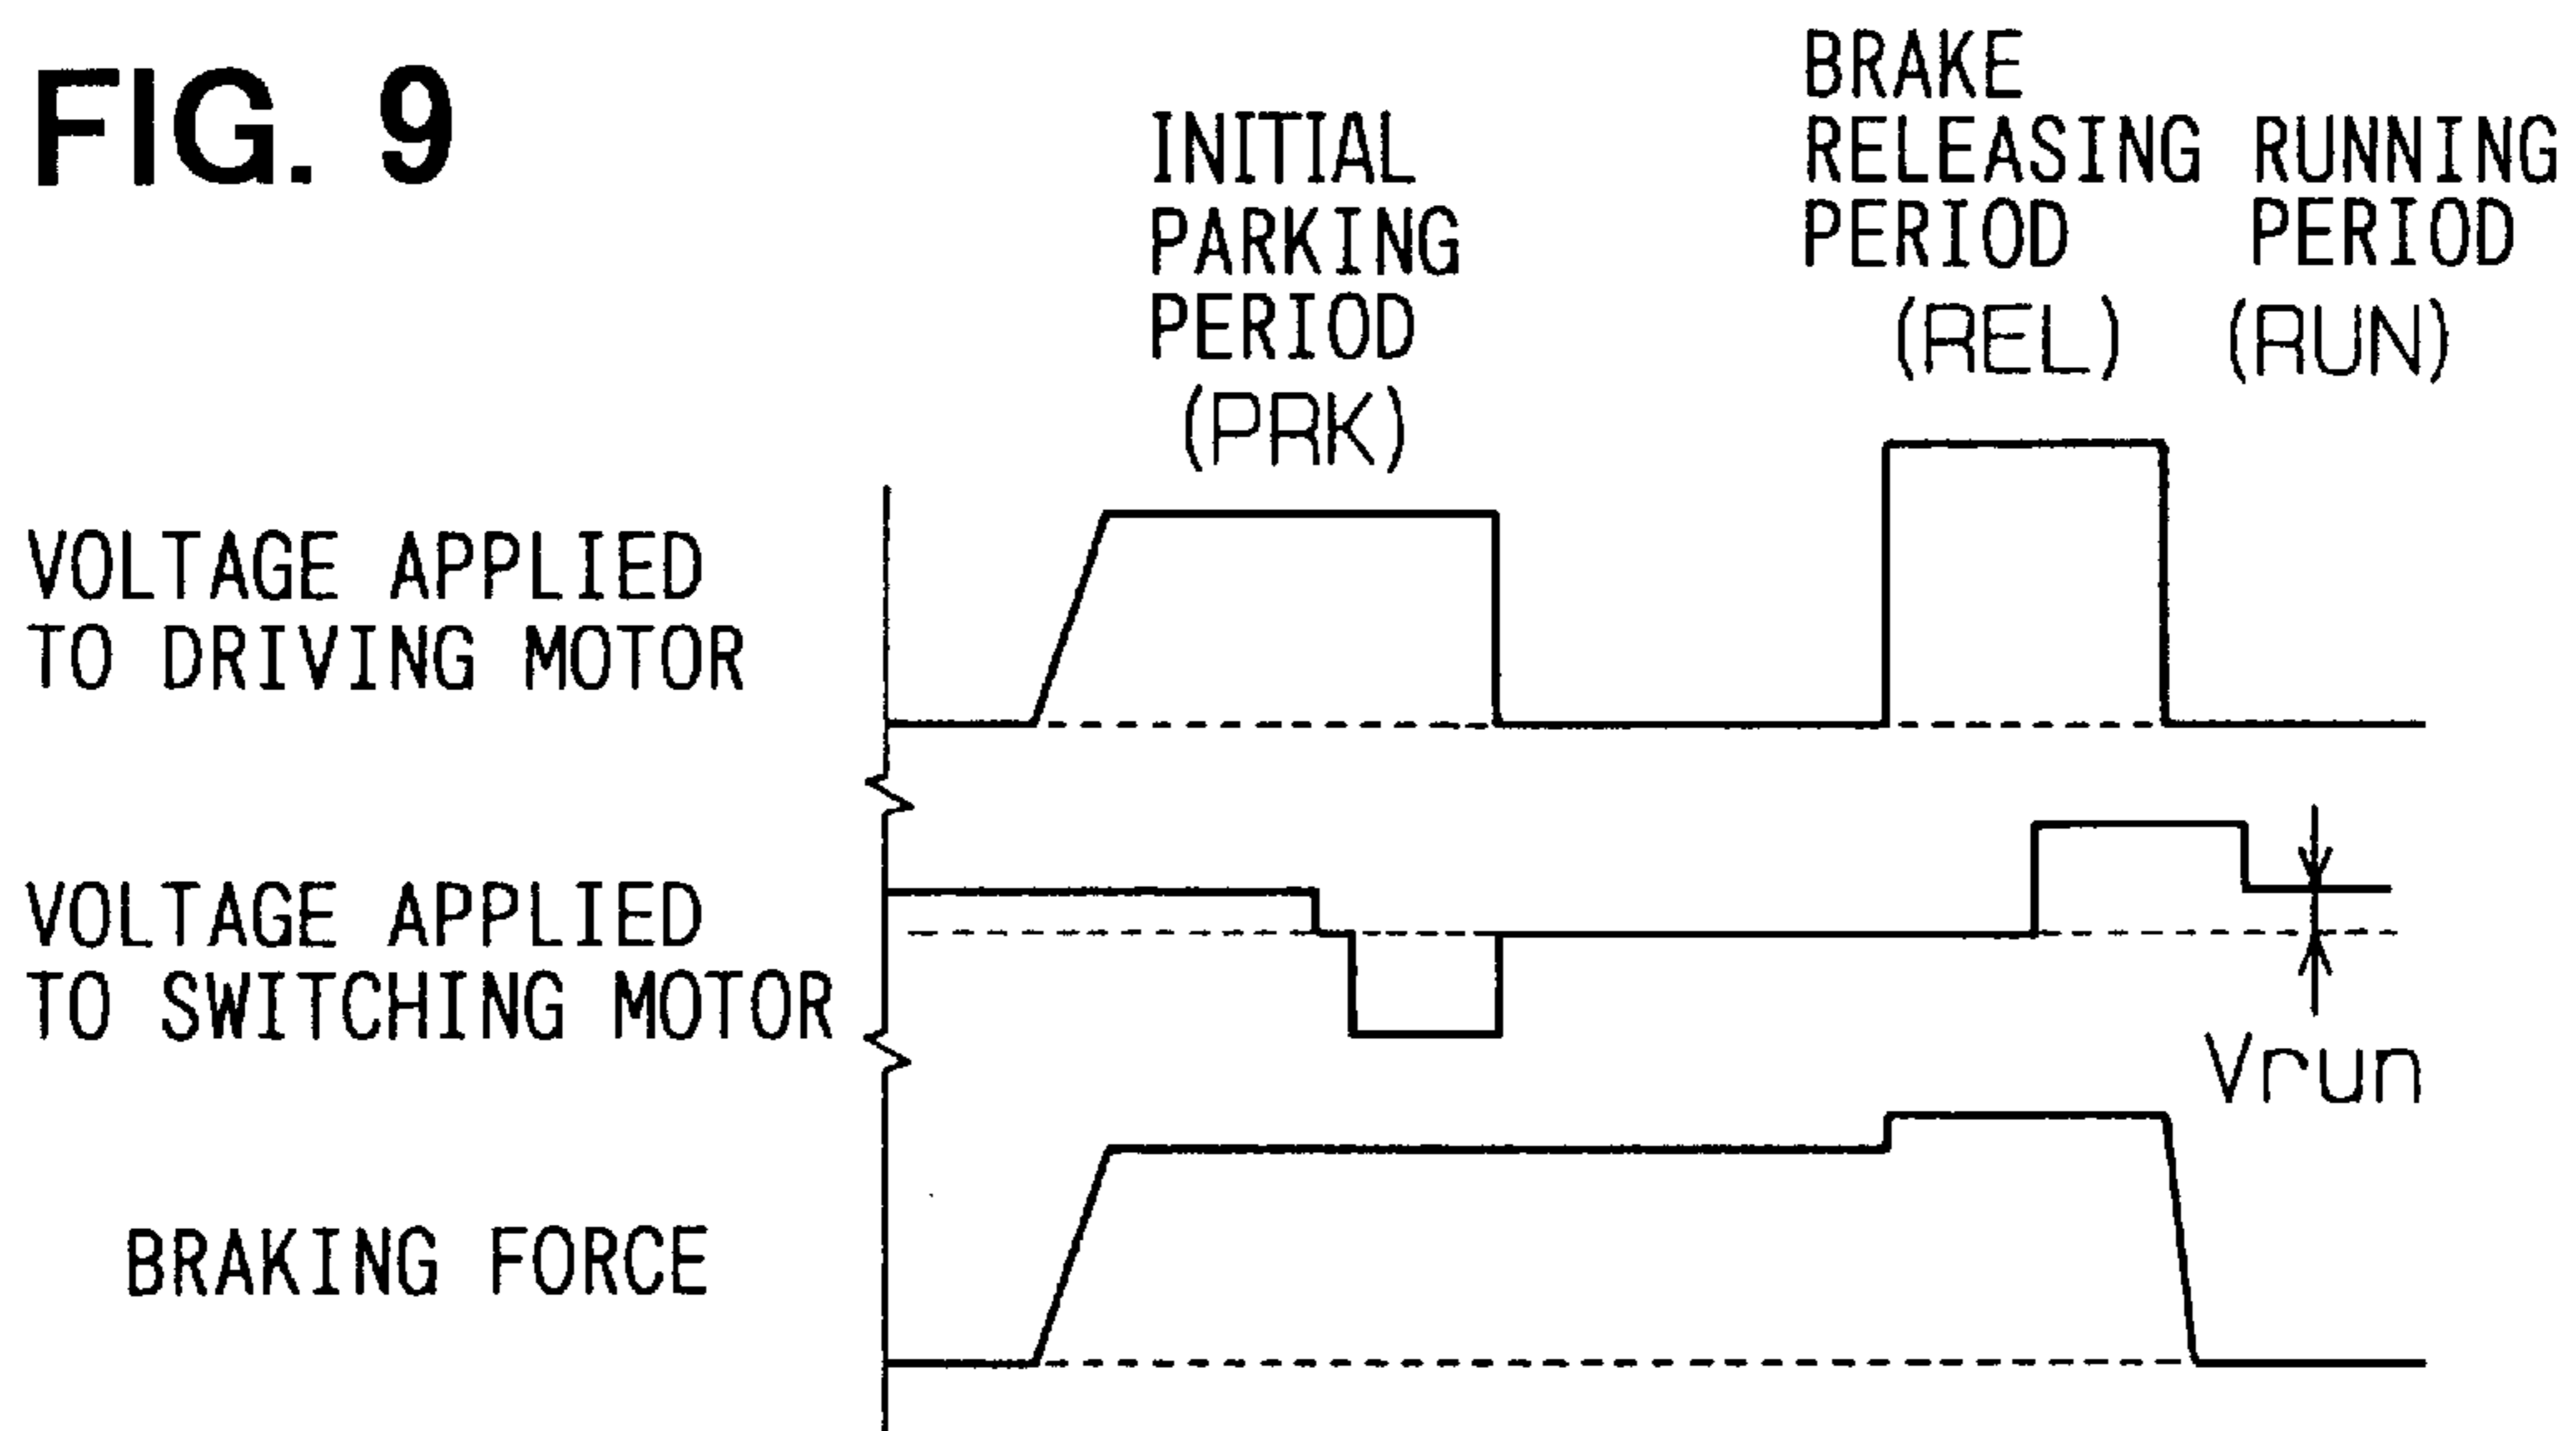 FIG. 9
INITIAL
PARKING
PERIOD
(PRK)
BRAKE
RELEASING
PERIOD
(REL)
RUNNING
PERIOD
(RUN)
VOLTAGE APPLIED
TO DRIVING MOTOR
VOLTAGE APPLIED
TO SWITCHING MOTOR
Vrun
BRAKING FORCE